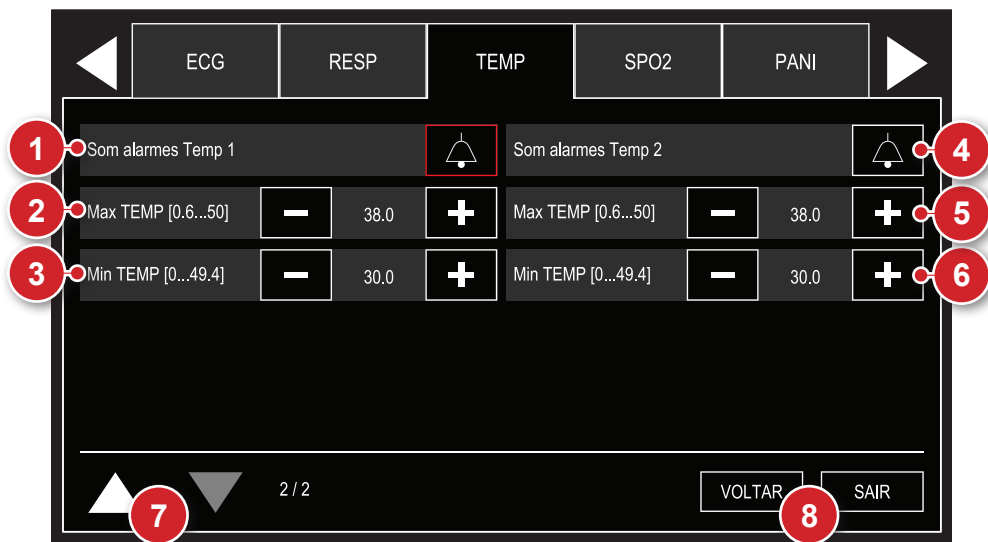 ECG RESP TEMP SPO2 PANI
1 Som alarmes Temp 1 Som alarmes Temp 2 4
2 Max TEMP [0.6...50] 38.0 Max TEMP [0.6...50] 38.0 5
3 Min TEMP [0...49.4] 30.0 Min TEMP [0...49.4] 30.0 6
2 / 2 VOLTAR SAIR
7 8